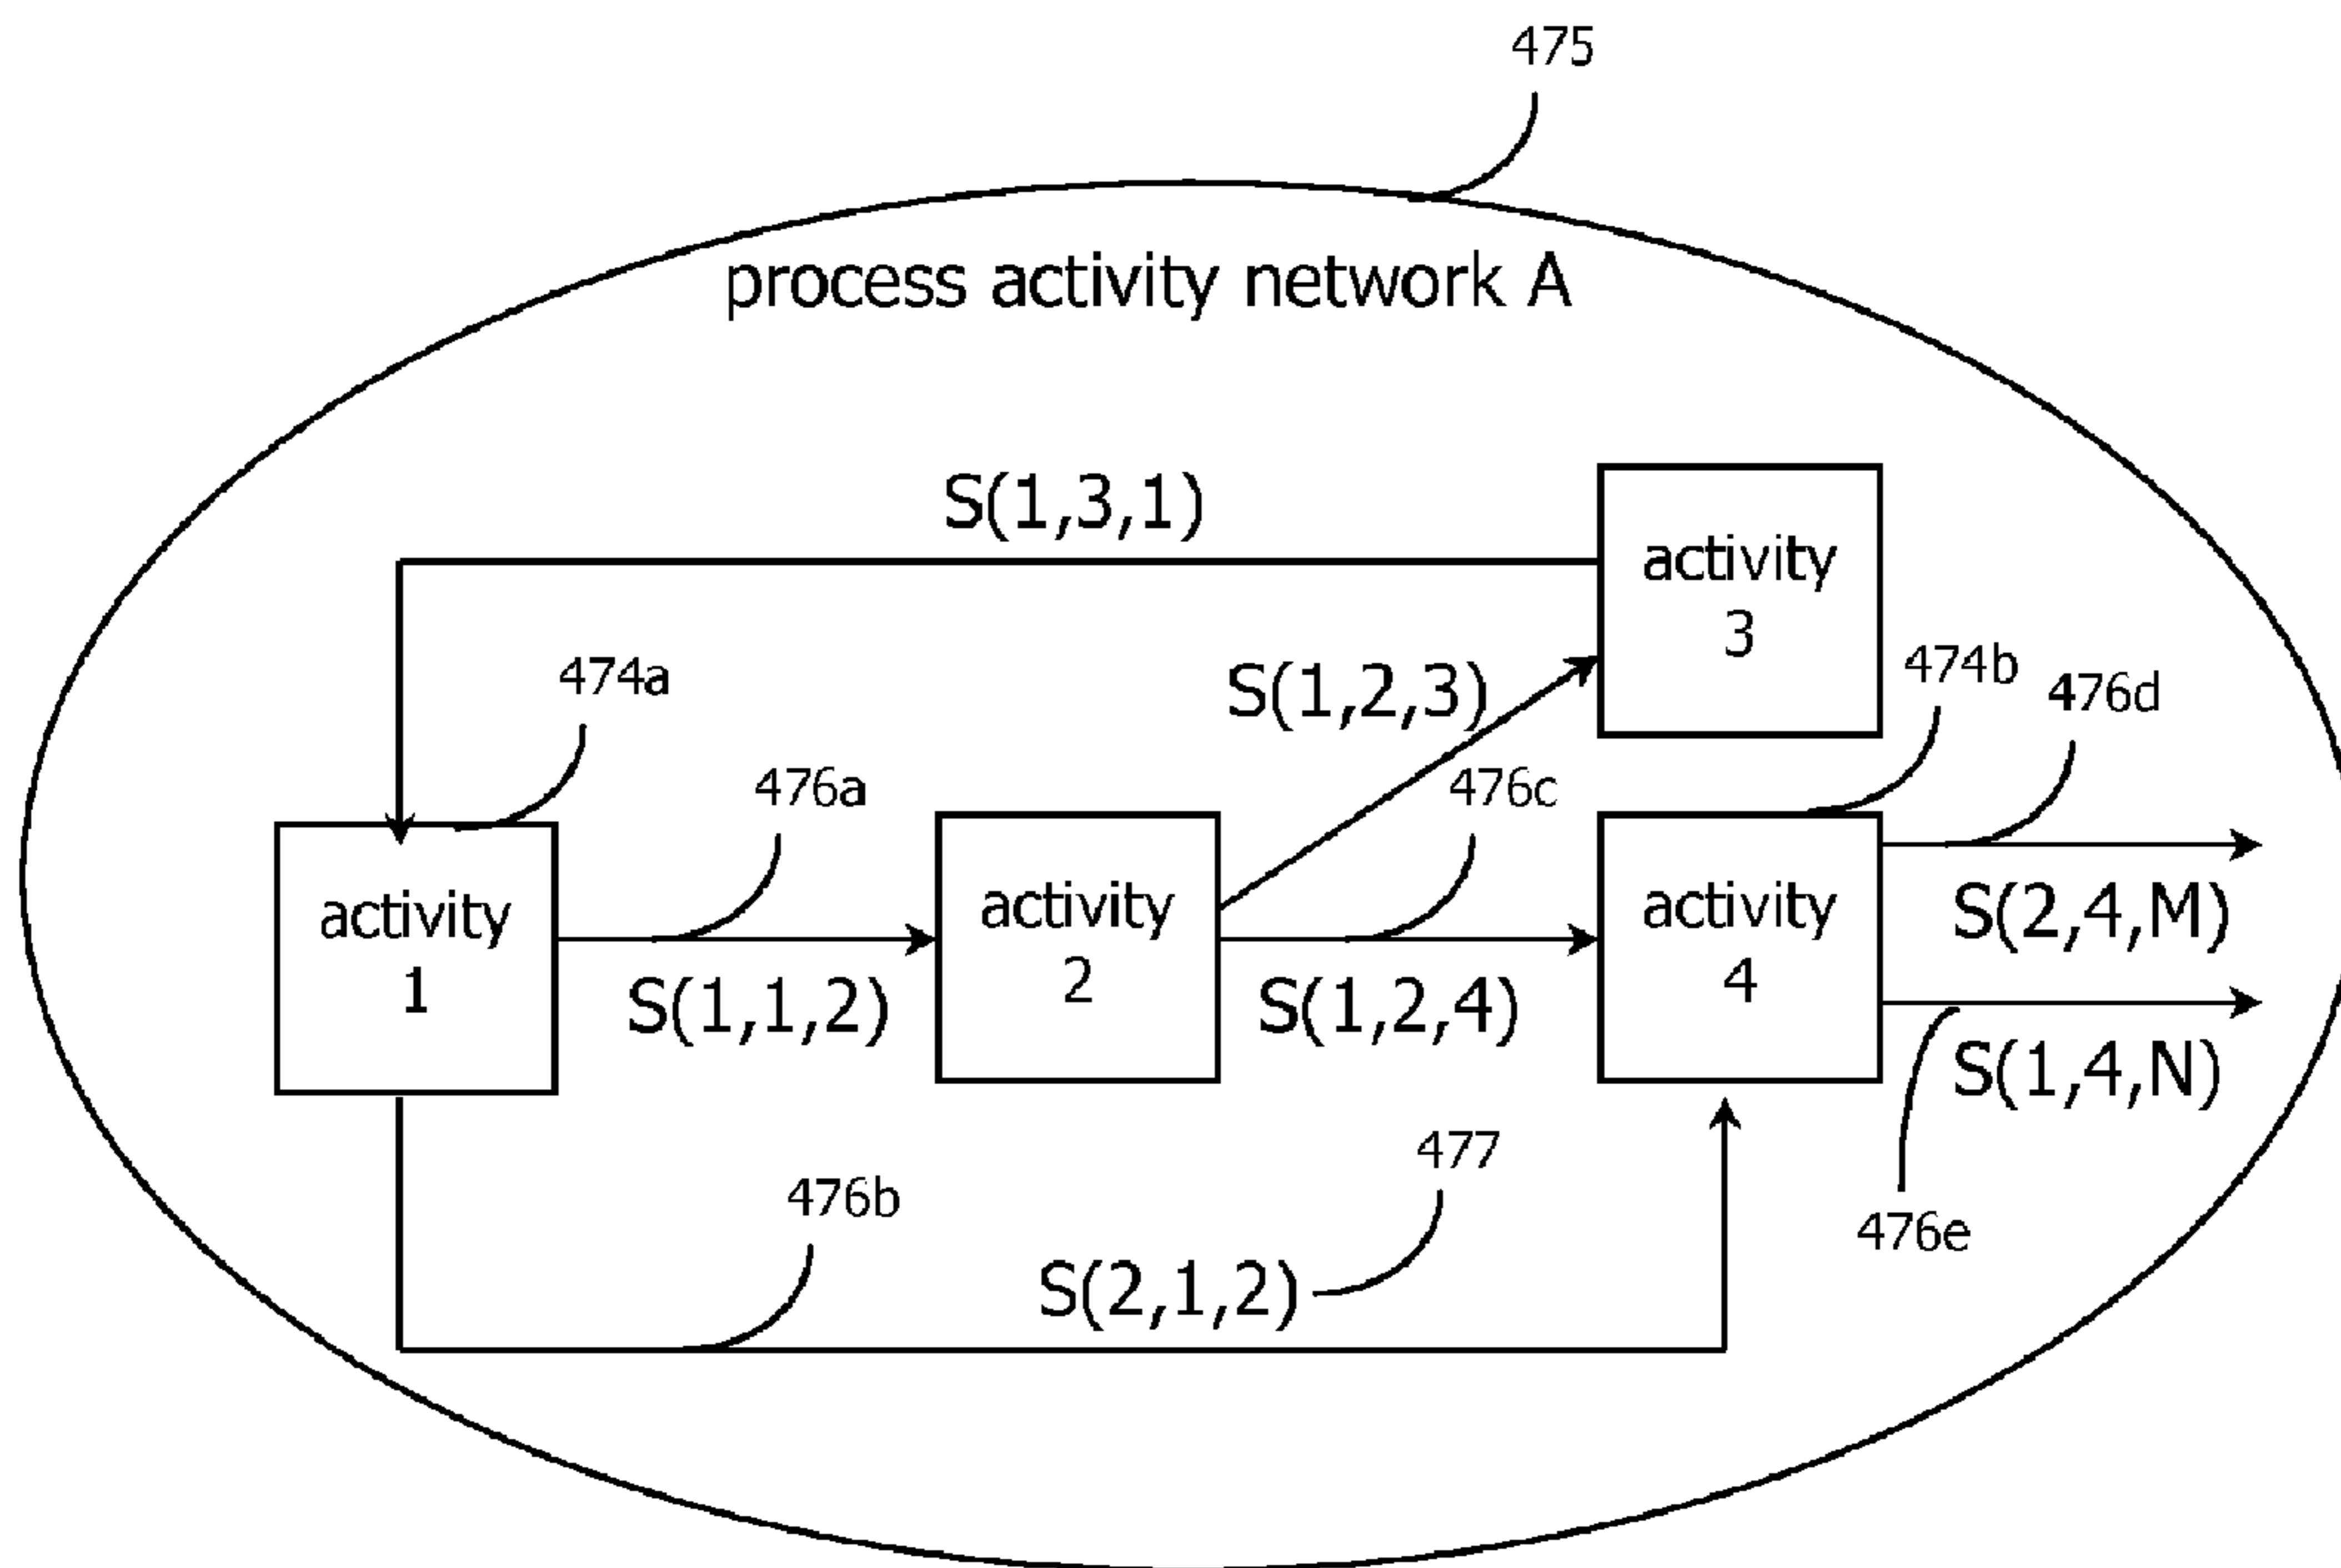 475
process activity network A
S(1,3,1)
activity
3
474a
S(1,2,3)
474b
476d
476a
476c
activity
1
activity
2
activity
4
S(1,1,2)
S(1,2,4)
S(2,4,M)
S(1,4,N)
477
476b
476e
S(2,1,2)